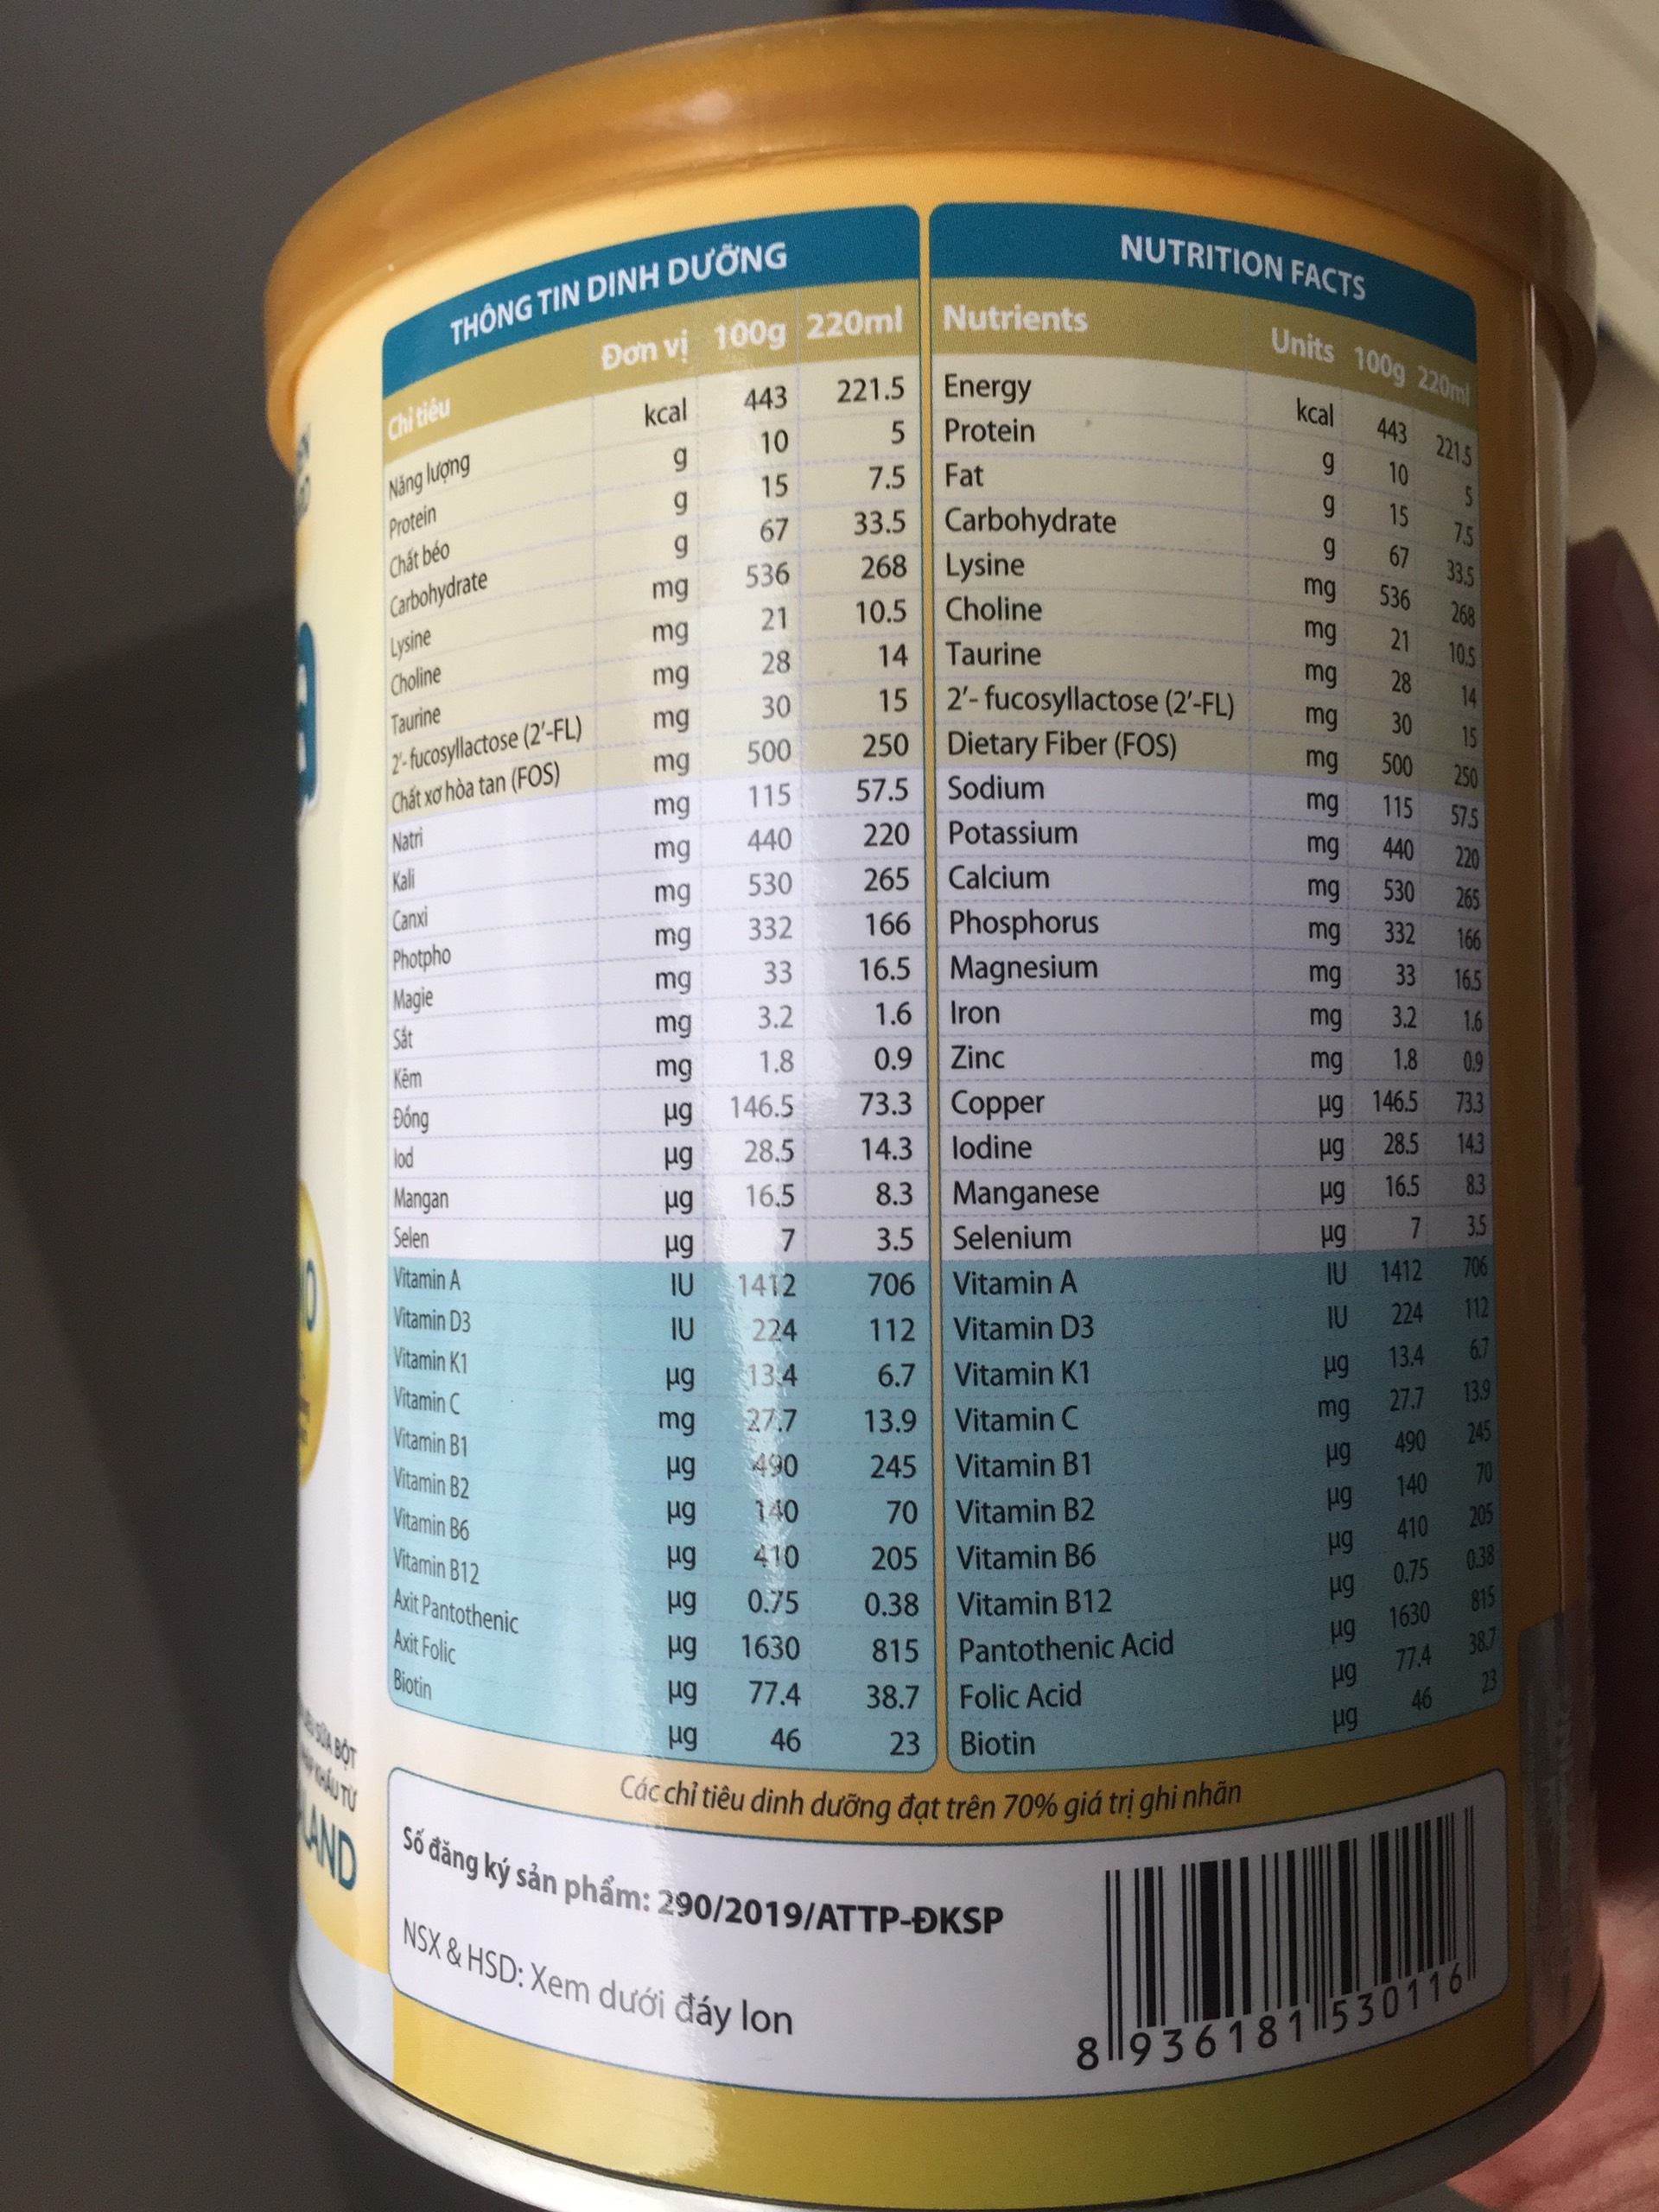 THÔNG TIN DINH DƯỠNG
Chỉ tiêu Đơn vị 100g 220ml
Năng lượng kcal 443 221.5
Protein g 10 5
Chất béo g 15 7.5
Carbohydrate g 67 33.5
Lysine mg 536 268
Choline mg 21 10.5
Taurine mg 28 14
2'- fucosyllactose (2'-FL) mg 30 15
Chất xơ hòa tan (FOS) mg 500 250
Natri mg 115 57.5
Kali mg 440 220
Canxi mg 530 265
Photpho mg 332 166
Magie mg 33 16.5
Sắt mg 3.2 1.6
Kẽm mg 1.8 0.9
Đồng µg 146.5 73.3
Iod µg 28.5 14.3
Mangan µg 16.5 8.3
Selen µg 7 3.5
Vitamin A IU 1412 706
Vitamin D3 IU 224 112
Vitamin K1 µg 13.4 6.7
Vitamin C mg 27.7 13.9
Vitamin B1 µg 490 245
Vitamin B2 µg 140 70
Vitamin B6 µg 410 205
Vitamin B12 µg 0.75 0.38
Axit Pantothenic µg 1630 815
Axit Folic µg 77.4 38.7
Biotin µg 46 23
NUTRITION FACTS
Nutrients Units 100g 220ml
Energy kcal 443 221.5
Protein g 10 5
Fat g 15 7.5
Carbohydrate g 67 33.5
Lysine mg 536 268
Choline mg 21 10.5
Taurine mg 28 14
2'- fucosyllactose (2'-FL) mg 30 15
Dietary Fiber (FOS) mg 500 250
Sodium mg 115 57.5
Potassium mg 440 220
Calcium mg 530 265
Phosphorus mg 332 166
Magnesium mg 33 16.5
Iron mg 3.2 1.6
Zinc mg 1.8 0.9
Copper µg 146.5 73.3
Iodine µg 28.5 14.3
Manganese µg 16.5 8.3
Selenium µg 7 3.5
Vitamin A IU 1412 706
Vitamin D3 IU 224 112
Vitamin K1 µg 13.4 6.7
Vitamin C mg 27.7 13.9
Vitamin B1 µg 490 245
Vitamin B2 µg 140 70
Vitamin B6 µg 410 205
Vitamin B12 µg 0.75 0.38
Pantothenic Acid µg 1630 815
Folic Acid µg 77.4 38.7
Biotin µg 46 23
Các chỉ tiêu dinh dưỡng đạt trên 70% giá trị ghi nhãn
Số đăng ký sản phẩm: 290/2019/ATTP-ĐKSP
NSX & HSD: Xem dưới đáy lon
8 936181 530116
SỮA BỘT
KHẨU TỪ